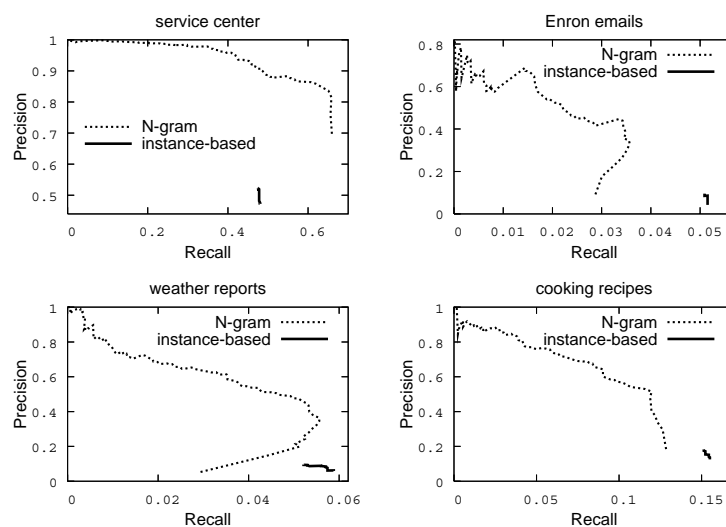 service center
1
0.9
0.8
0.7
0.6
0.5
0
0.2
0.4
0.6
Precision
Recall
N-gram
instance-based
Enron emails
0.8
0.6
0.4
0.2
0
0
0.01
0.02
0.03
0.04
0.05
Precision
Recall
N-gram
instance-based
weather reports
1
0.8
0.6
0.4
0.2
0
0
0.02
0.04
0.06
Precision
Recall
N-gram
instance-based
cooking recipes
1
0.8
0.6
0.4
0.2
0
0
0.05
0.1
0.15
Precision
Recall
N-gram
instance-based